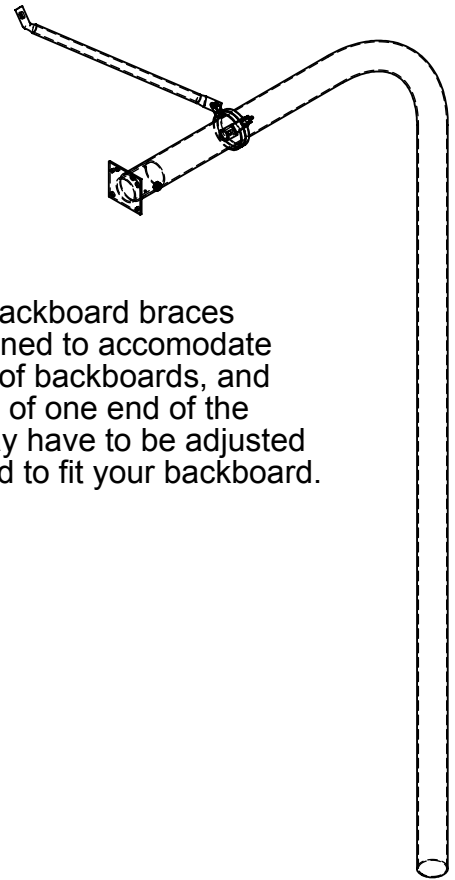 ackboard braces
ned to accomodate
of backboards, and
of one end of the
y have to be adjusted
d to fit your backboard.